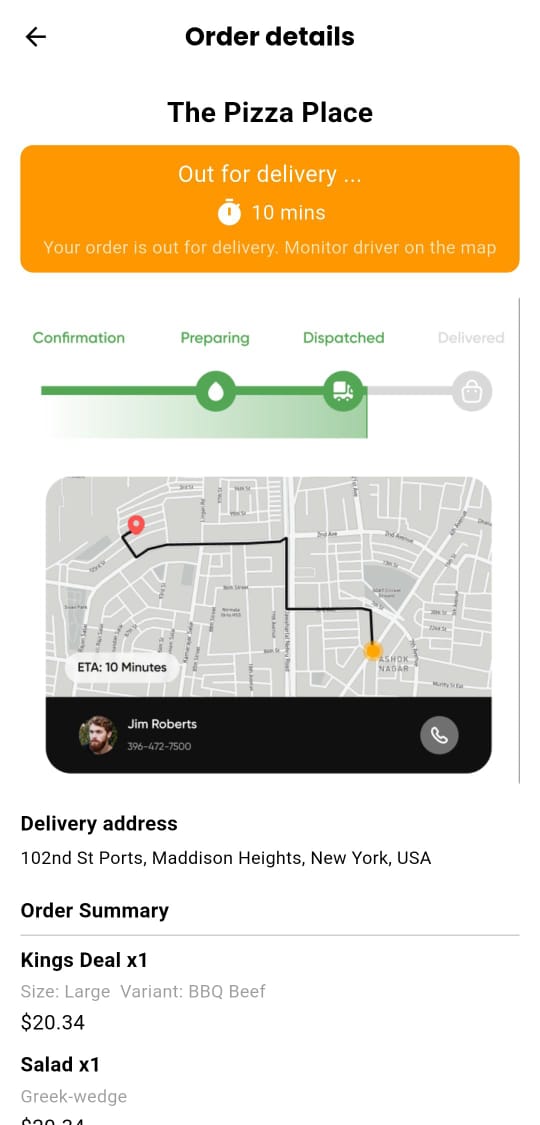 Order details
The Pizza Place
Out for delivery ...
10 mins
Your order is out for delivery. Monitor driver on the map
Confirmation Preparing Dispatched Delivered
2nd Ave
2nd Avenue
86th Street
ASHOK
NAGAR
ETA: 10 Minutes
Jim Roberts
396-472-7500
Delivery address
102nd St Ports, Maddison Heights, New York, USA
Order Summary
Kings Deal x1
Size: Large Variant: BBQ Beef
$20.34
Salad x1
Greek-wedge